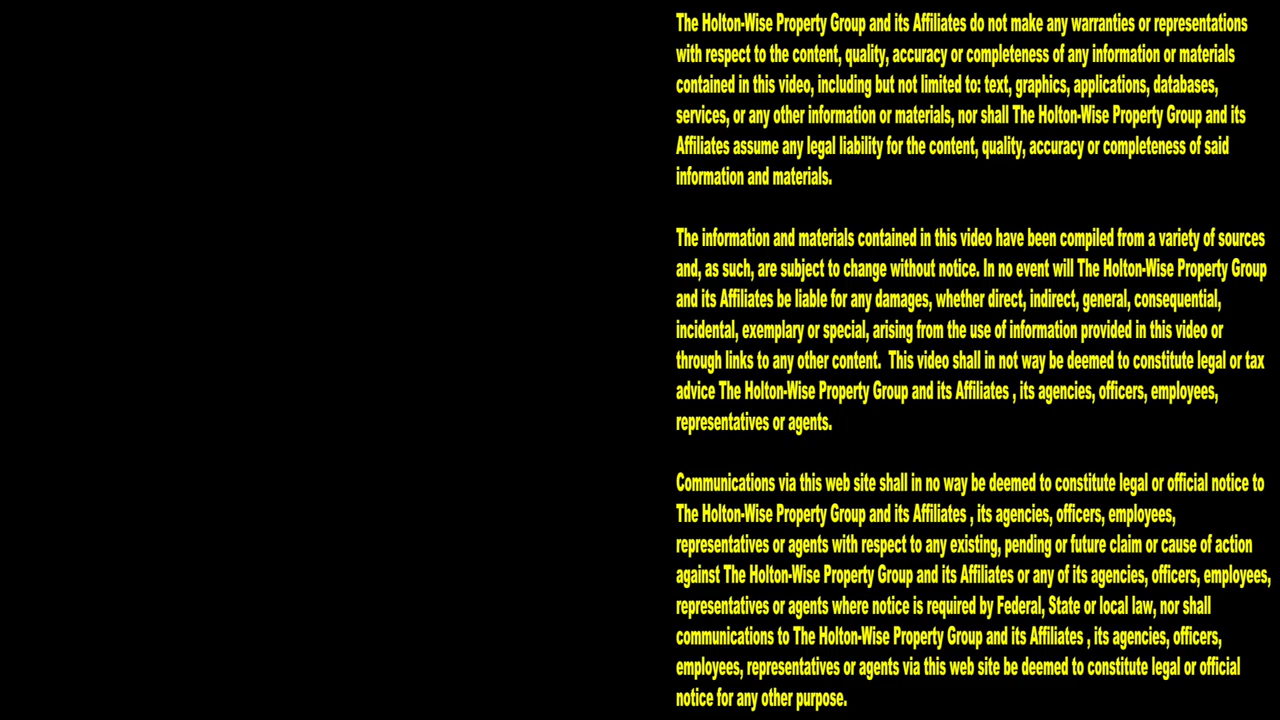 The Holton-Wise Property Group and its Affiliates do not make any warranties or representations
with respect to the content, quality, accuracy or completeness of any information or materials
contained in this video, including but not limited to: text, graphics, applications, databases,
services, or any other information or materials, nor shall The Holton-Wise Property Group and its
Affiliates assume any legal liability for the content, quality, accuracy or completeness of said
information and materials.
The information and materials contained in this video have been compiled from a variety of sources
and, as such, are subject to change without notice. In no event will The Holton-Wise Property Group
and its Affiliates be liable for any damages, whether direct, indirect, general, consequential,
incidental, exemplary or special, arising from the use of information provided in this video or
through links to any other content.  This video shall in not way be deemed to constitute legal or tax
advice The Holton-Wise Property Group and its Affiliates , its agencies, officers, employees,
representatives or agents.
Communications via this web site shall in no way be deemed to constitute legal or official notice to
The Holton-Wise Property Group and its Affiliates , its agencies, officers, employees,
representatives or agents with respect to any existing, pending or future claim or cause of action
against The Holton-Wise Property Group and its Affiliates or any of its agencies, officers, employees,
representatives or agents where notice is required by Federal, State or local law, nor shall
communications to The Holton-Wise Property Group and its Affiliates , its agencies, officers,
employees, representatives or agents via this web site be deemed to constitute legal or official
notice for any other purpose.